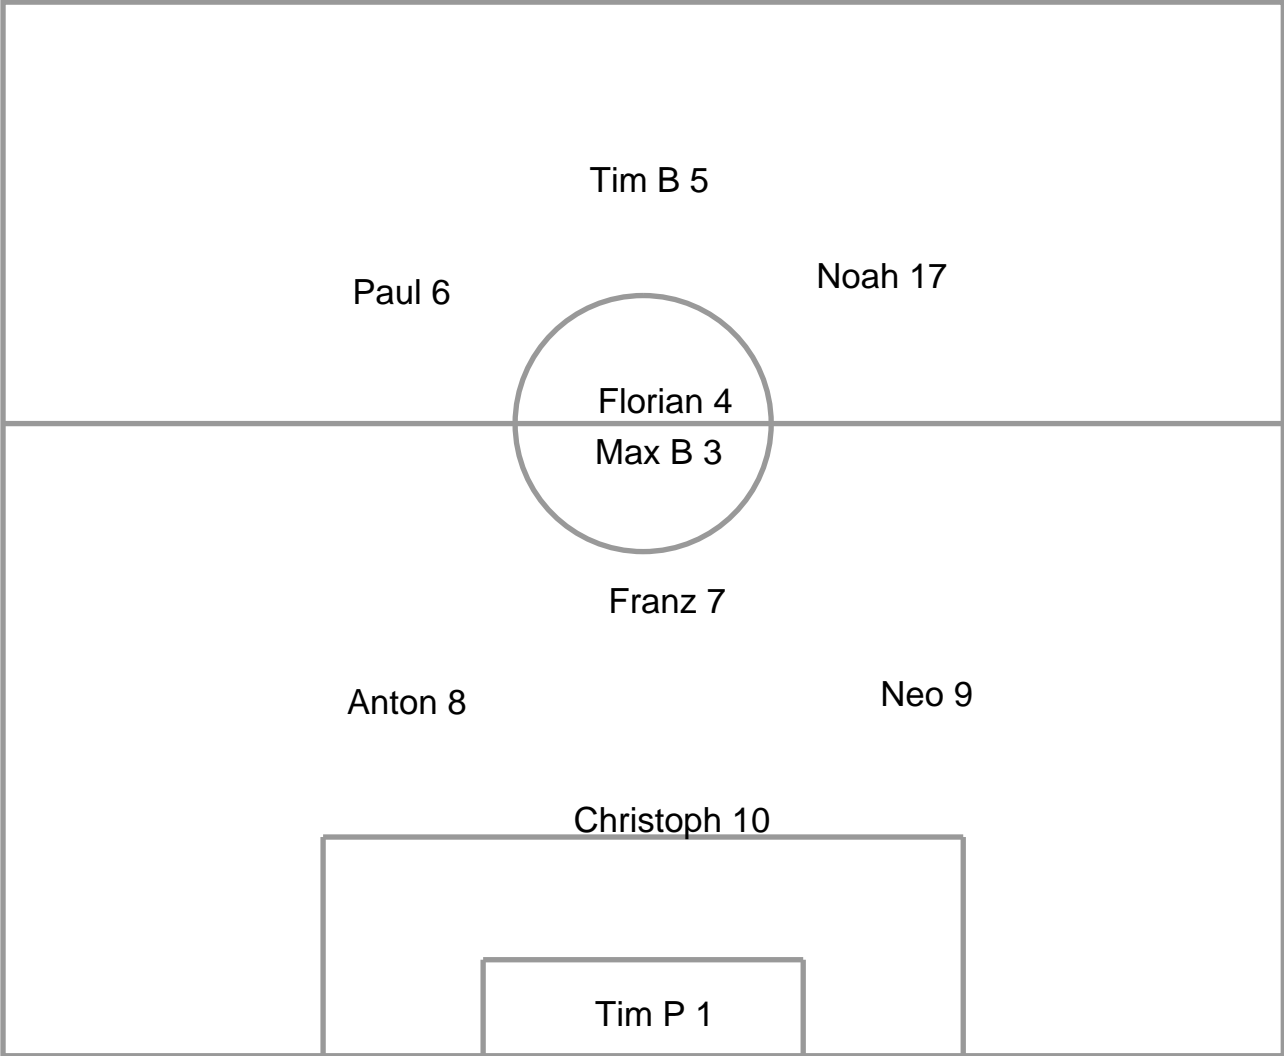 Tim B 5
Noah 17
Paul 6
Florian 4
Max B 3
Franz 7
Neo 9
Anton 8
Christoph 10
Tim P 1